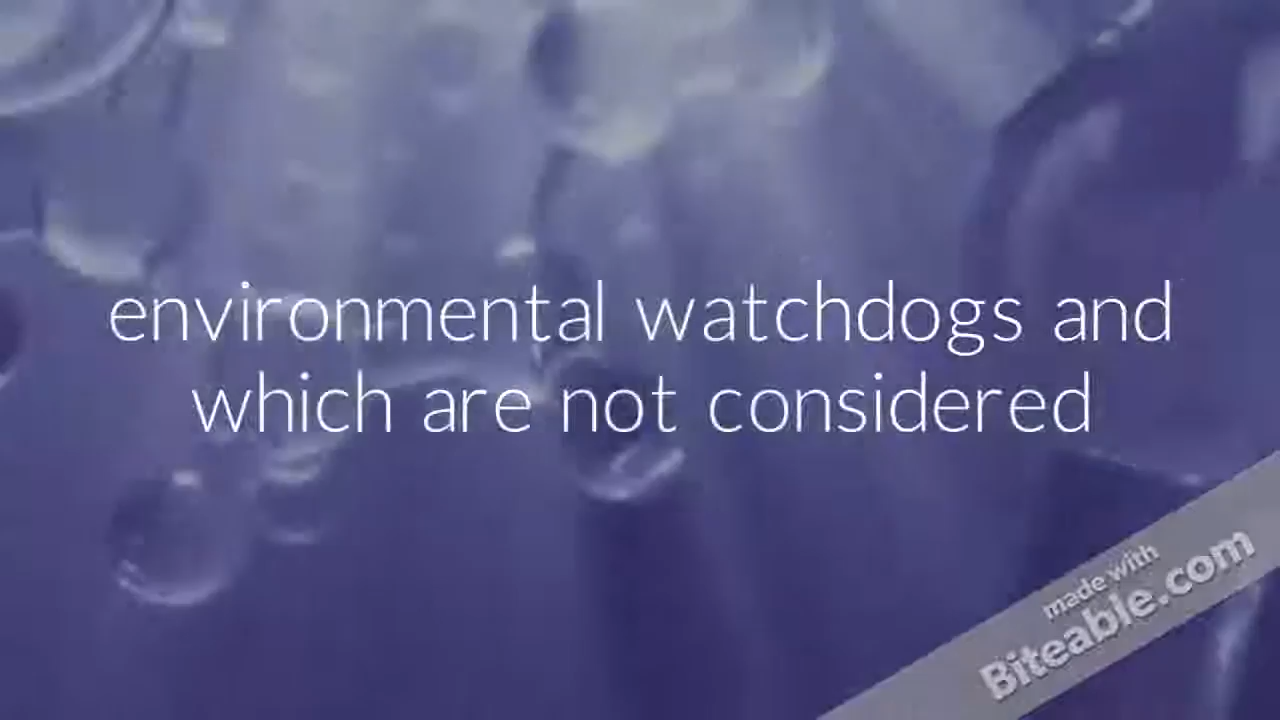 environmental watchdogs and
which are not considered
made with
Biteable.com